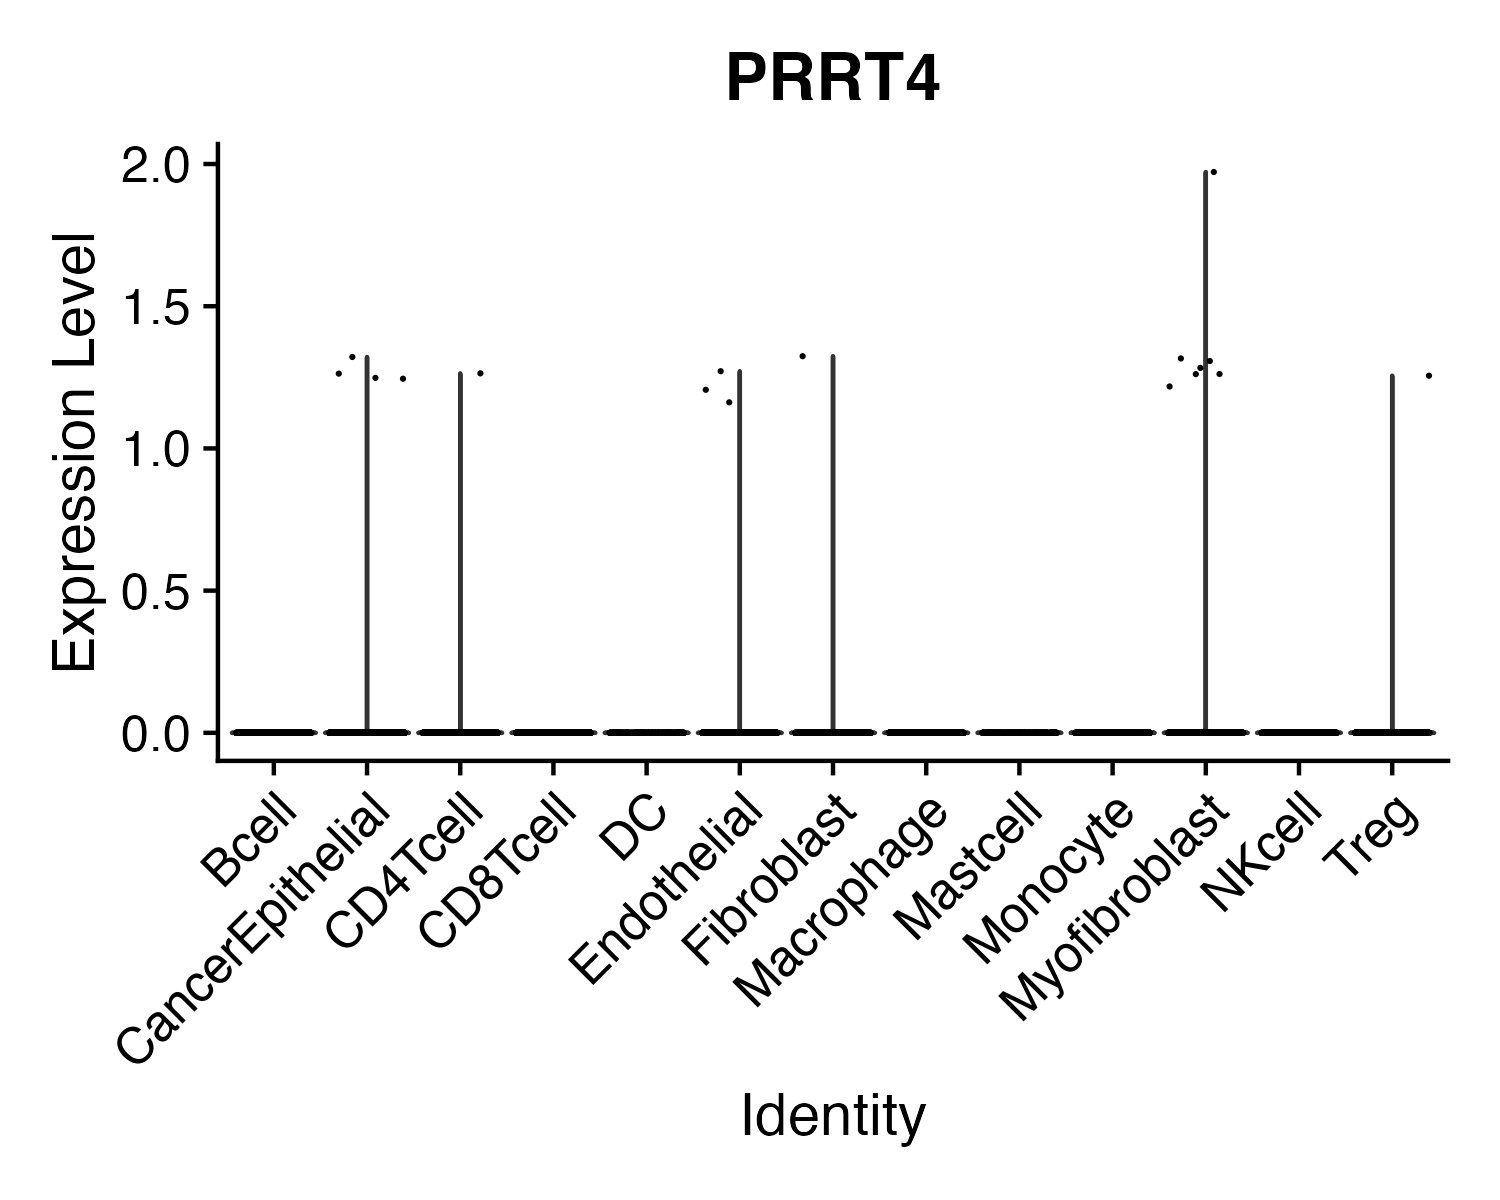 PRRT4
Expression Level
2.0
1.5
1.0
0.5
0.0
Bcell
CancerEpithelial
CD4Tcell
CD8Tcell
DC
Endothelial
Fibroblast
Macrophage
Mastcell
Monocyte
Myofibroblast
NKcell
Treg
Identity